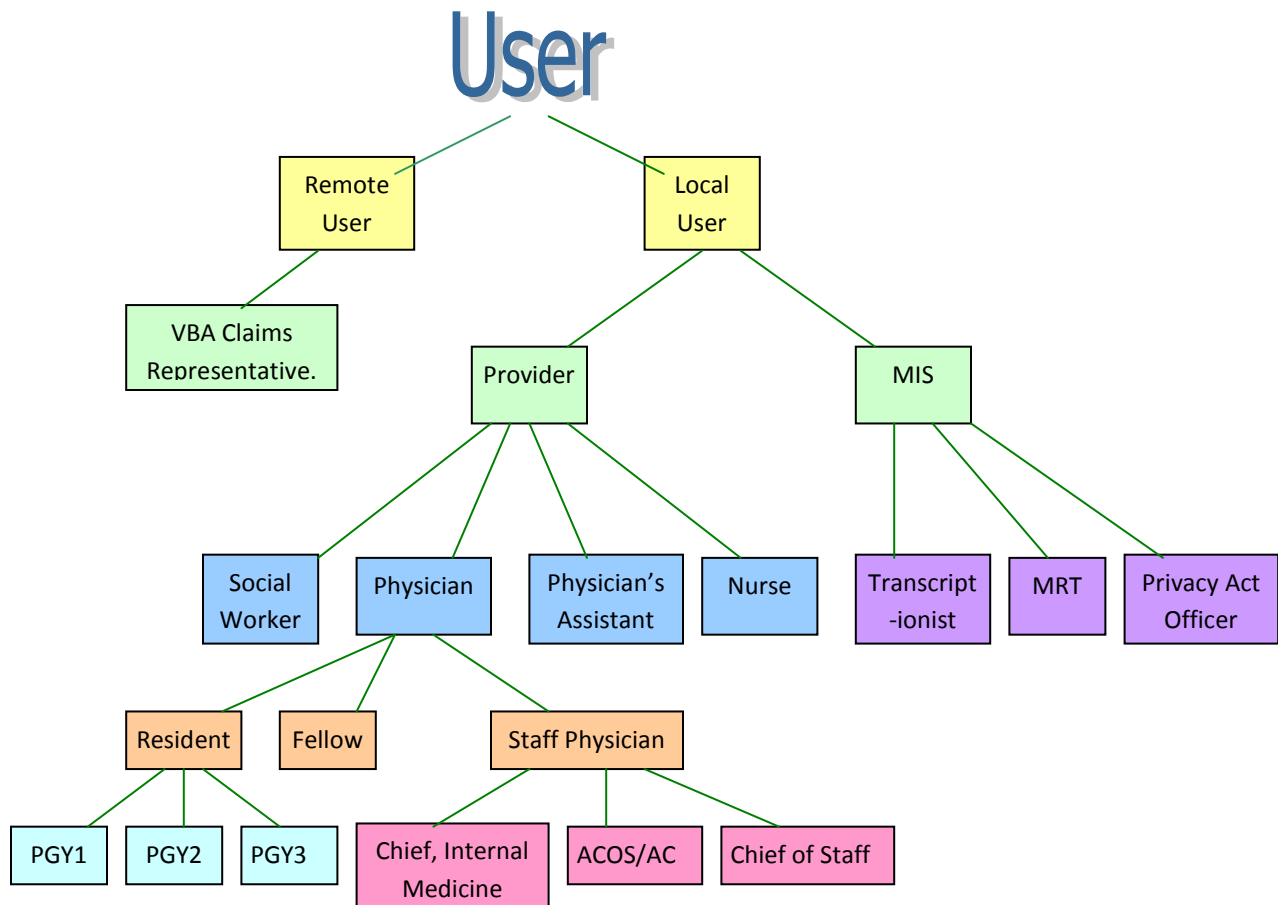 User
Remote
User
Local
User
VBA Claims
Representative.
Provider
MIS
Social
Worker
Physician
Physician’s
Assistant
Nurse
Transcript
-ionist
MRT
Privacy Act
Officer
Resident
Fellow
Staff Physician
PGY1
PGY2
PGY3
Chief, Internal
Medicine
ACOS/AC
Chief of Staff